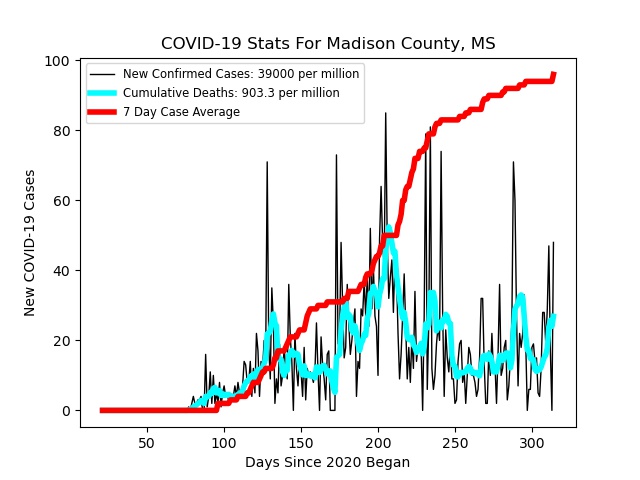 COVID-19 Stats For Madison County, MS
New Confirmed Cases: 39000 per million
Cumulative Deaths: 903.3 per million
7 Day Case Average
New COVID-19 Cases
100
80
60
40
20
0
50 100 150 200 250 300
Days Since 2020 Began